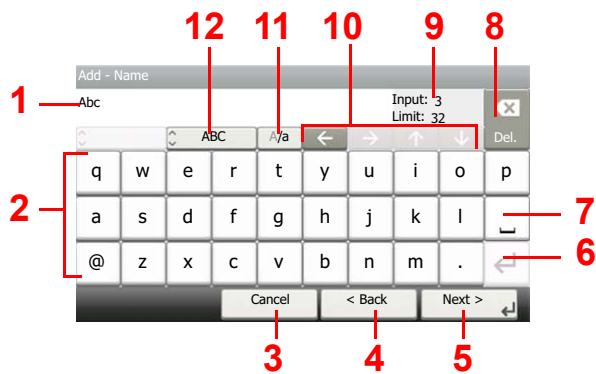 12 11 10 9 8
Add - Name
1 Abc Input: 3
Limit: 32
ABC A/a ← → ↑ ↓ Del.
q w e r t y u i o p
2
a s d f g h j k l 7
@ z x c v b n m . 6
Cancel < Back Next >
3 4 5